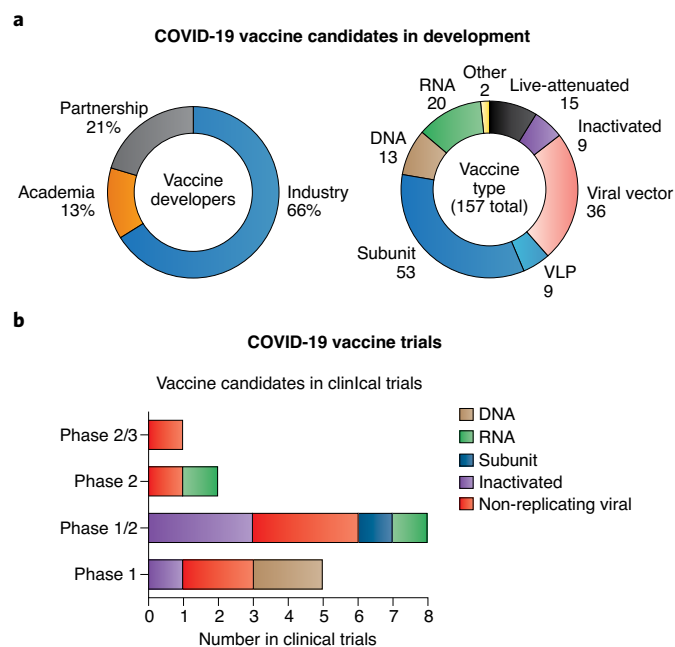 a
COVID-19 vaccine candidates in development
Partnership
21%
Academia
13%
Vaccine
developers
Industry
66%
Other
2
RNA
20
Live-attenuated
15
DNA
13
Inactivated
9
Vaccine
type
(157 total)
Viral vector
36
Subunit
53
VLP
9
b
COVID-19 vaccine trials
Vaccine candidates in clinIcal trials
DNA
RNA
Subunit
Inactivated
Non-replicating viral
Phase 2/3
Phase 2
Phase 1/2
Phase 1
0 1 2 3 4 5 6 7 8
Number in clinical trials